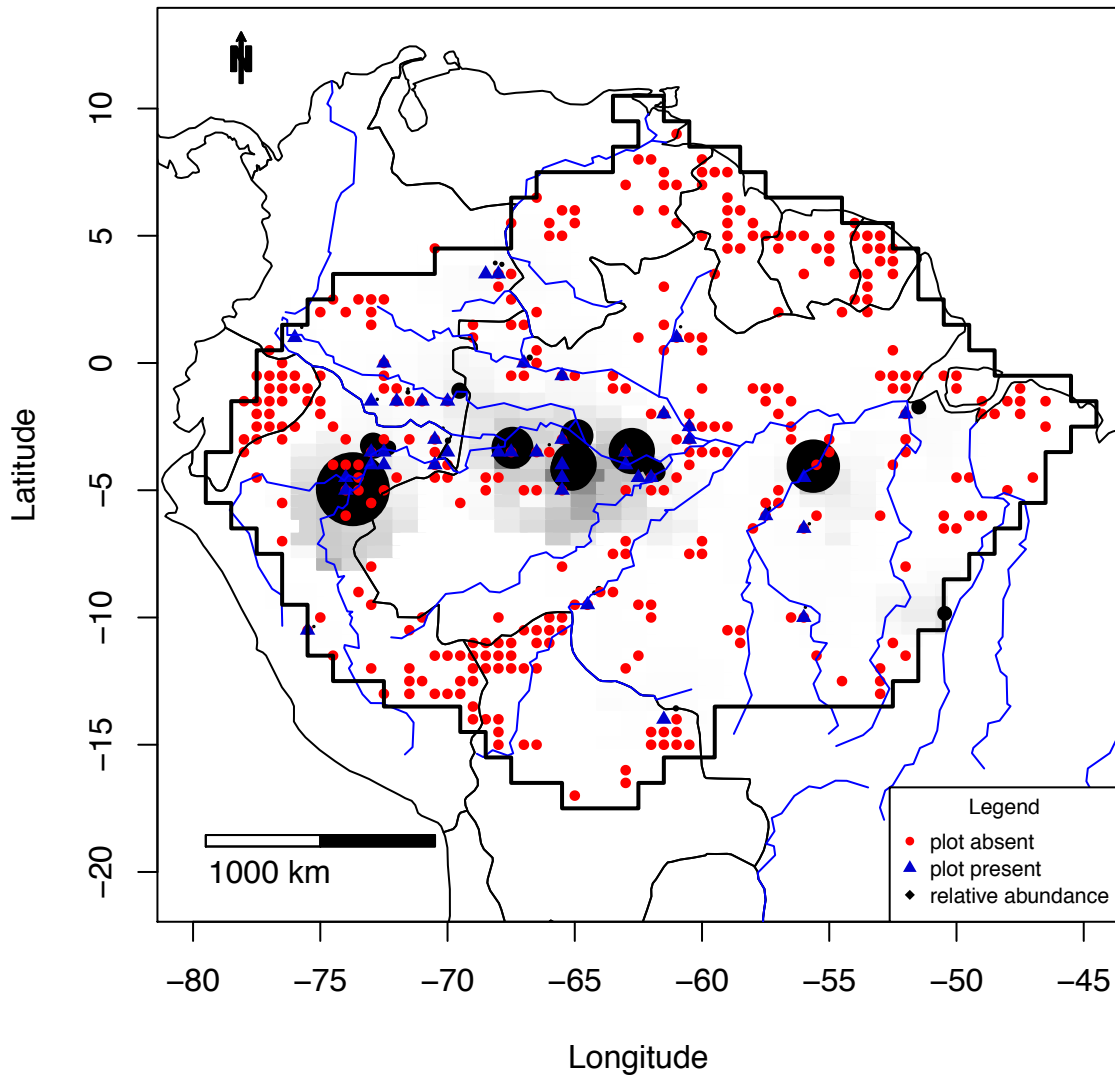 N
10
5
0
−5
−10
−15
−20
Latitude
1000 km
Legend
plot absent
plot present
relative abundance
−80
−75
−70
−65
−60
−55
−50
−45
Longitude